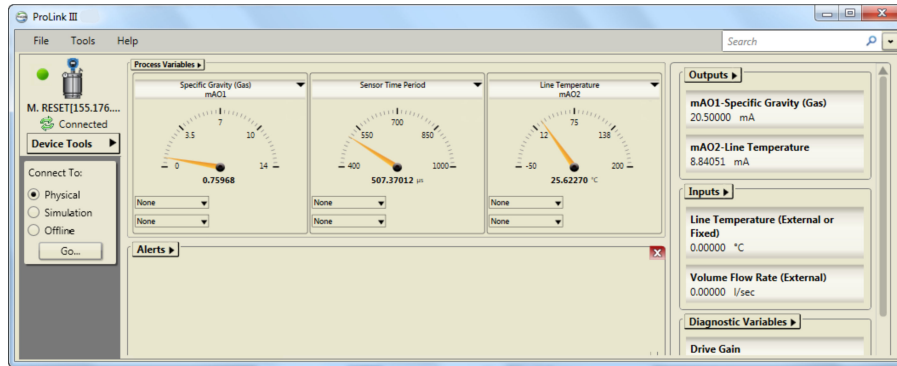 ProLink III
File Tools Help
Search
M. RESET[155.176....
Connected
Device Tools
Connect To:
Physical
Simulation
Offline
Go...
Process Variables
Specific Gravity (Gas)
mAO1
0
3.5
7
10
14
0.75968
None
None
Sensor Time Period
400
550
700
850
1000
507.37012 µs
None
None
Line Temperature
mAO2
-50
12
75
138
200
25.62270 °C
None
None
Alerts
Outputs
mAO1-Specific Gravity (Gas)
20.50000 mA
mAO2-Line Temperature
8.84051 mA
Inputs
Line Temperature (External or
Fixed)
0.00000 °C
Volume Flow Rate (External)
0.00000 l/sec
Diagnostic Variables
Drive Gain